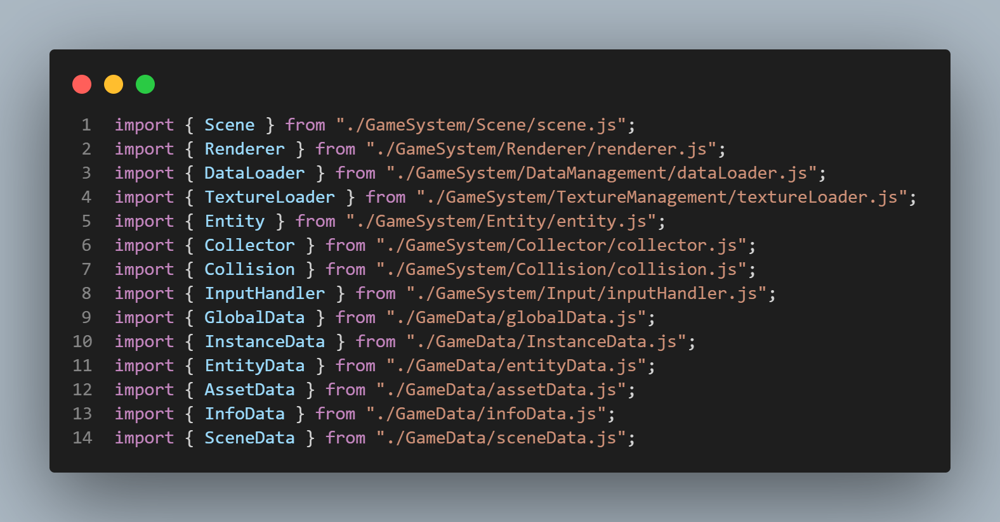 1 import { Scene } from "./GameSystem/Scene/scene.js";
2 import { Renderer } from "./GameSystem/Renderer/renderer.js";
3 import { DataLoader } from "./GameSystem/DataManagement/dataLoader.js";
4 import { TextureLoader } from "./GameSystem/TextureManagement/textureLoader.js";
5 import { Entity } from "./GameSystem/Entity/entity.js";
6 import { Collector } from "./GameSystem/Collector/collector.js";
7 import { Collision } from "./GameSystem/Collision/collision.js";
8 import { InputHandler } from "./GameSystem/Input/inputHandler.js";
9 import { GlobalData } from "./GameData/globalData.js";
10 import { InstanceData } from "./GameData/InstanceData.js";
11 import { EntityData } from "./GameData/entityData.js";
12 import { AssetData } from "./GameData/assetData.js";
13 import { InfoData } from "./GameData/infoData.js";
14 import { SceneData } from "./GameData/sceneData.js";